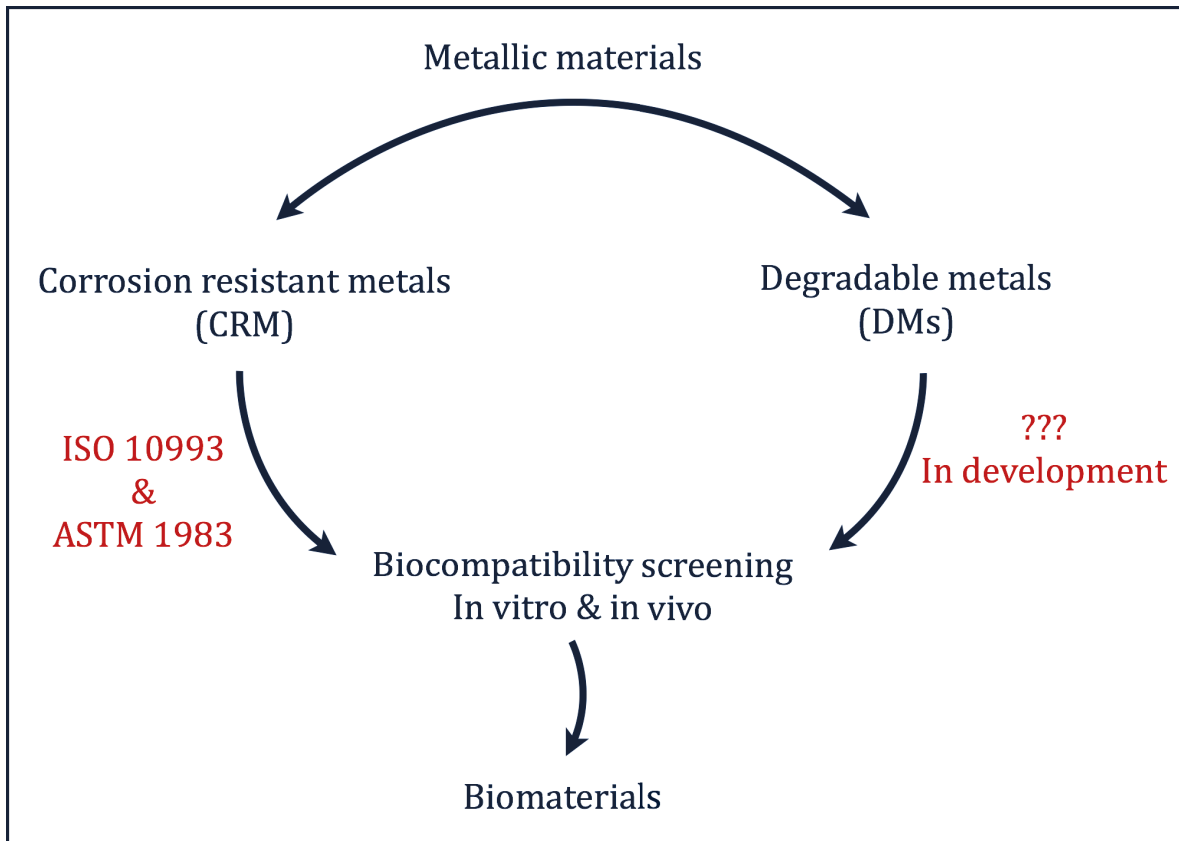 Metallic materials
Corrosion resistant metals
(CRM)
Degradable metals
(DMs)
ISO 10993
&
ASTM 1983
???
In development
Biocompatibility screening
In vitro & in vivo
Biomaterials